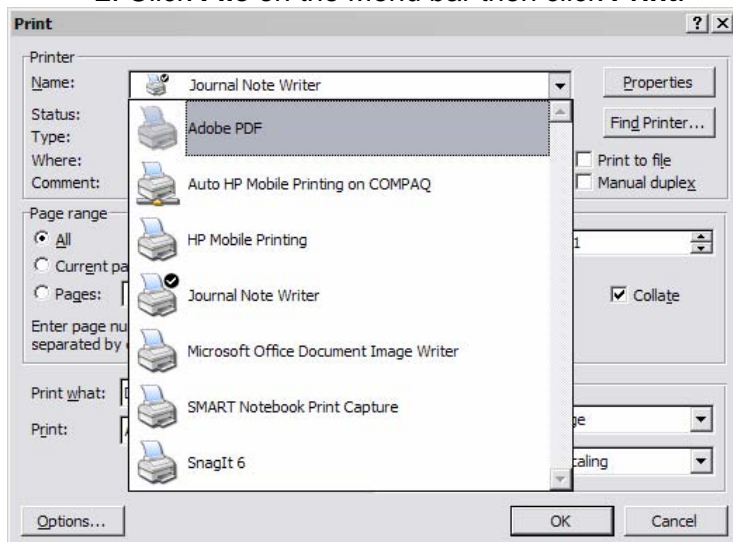 2. Click File on the menu bar then click Print.
Print
Printer
Name: Journal Note Writer Properties
Status: Adobe PDF Find Printer...
Type:
Where: Print to file
Comment: Auto HP Mobile Printing on COMPAQ Manual duplex
Page range
All HP Mobile Printing 1
Current pa
Pages: Journal Note Writer Collate
Enter page nu
separated by
Microsoft Office Document Image Writer
Print what:
SMART Notebook Print Capture
Print: ge
SnagIt 6 caling
Options... OK Cancel